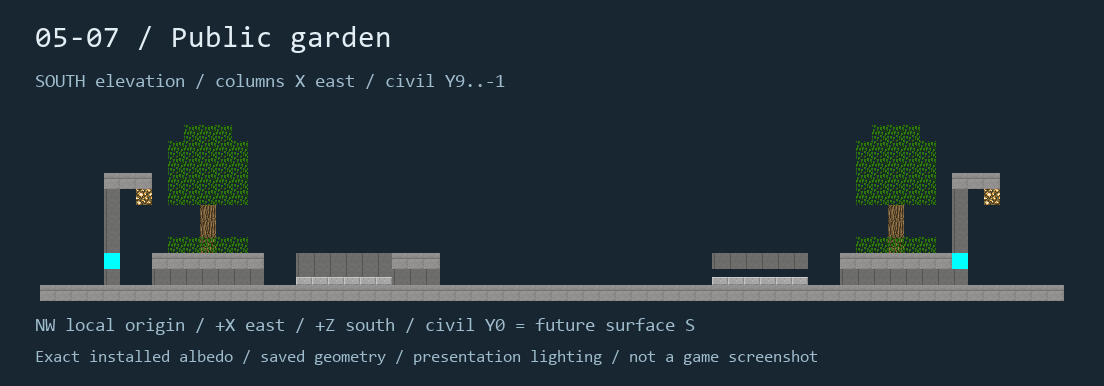 05-07 / Public garden
SOUTH elevation / columns X east / civil Y9..-1
NW local origin / +X east / +Z south / civil Y0 = future surface S
Exact installed albedo / saved geometry / presentation lighting / not a game screenshot